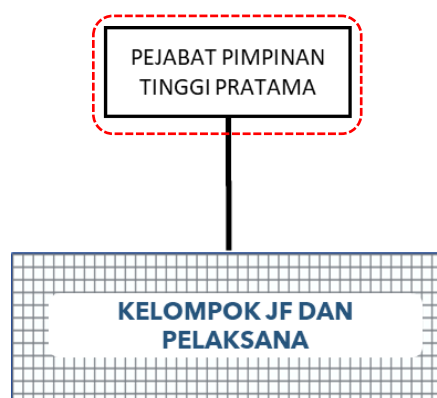 PEJABAT PIMPINAN
TINGGI PRATAMA
KELOMPOK JF DAN
PELAKSANA